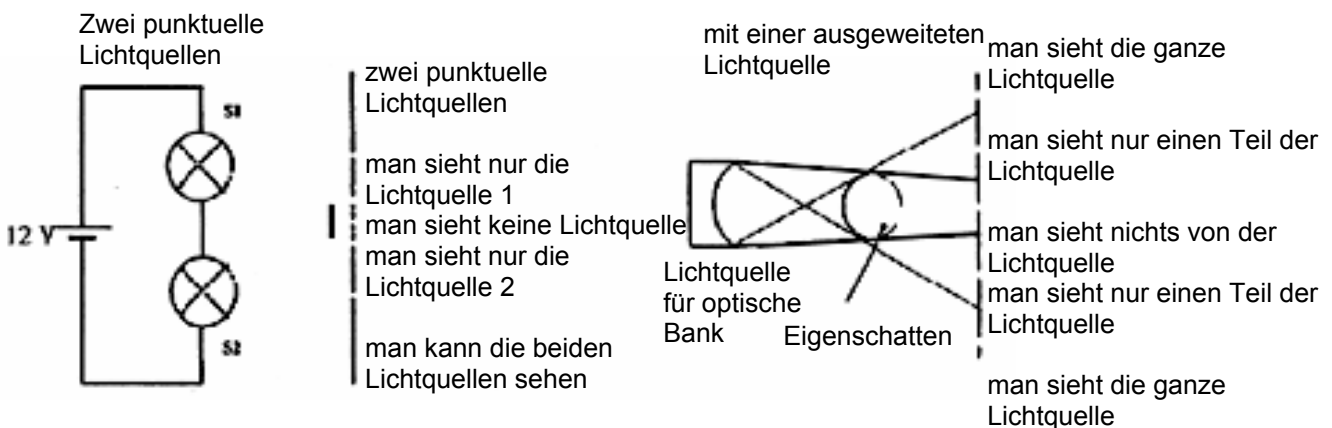 Zwei punktuelle
Lichtquellen
S1
12 V
S2
zwei punktuelle
Lichtquellen
man sieht nur die
Lichtquelle 1
man sieht keine Lichtquelle
man sieht nur die
Lichtquelle 2
man kann die beiden
Lichtquellen sehen
mit einer ausgeweiteten
Lichtquelle
Lichtquelle
für optische
Bank
Eigenschatten
man sieht die ganze
Lichtquelle
man sieht nur einen Teil der
Lichtquelle
man sieht nichts von der
Lichtquelle
man sieht nur einen Teil der
Lichtquelle
man sieht die ganze
Lichtquelle